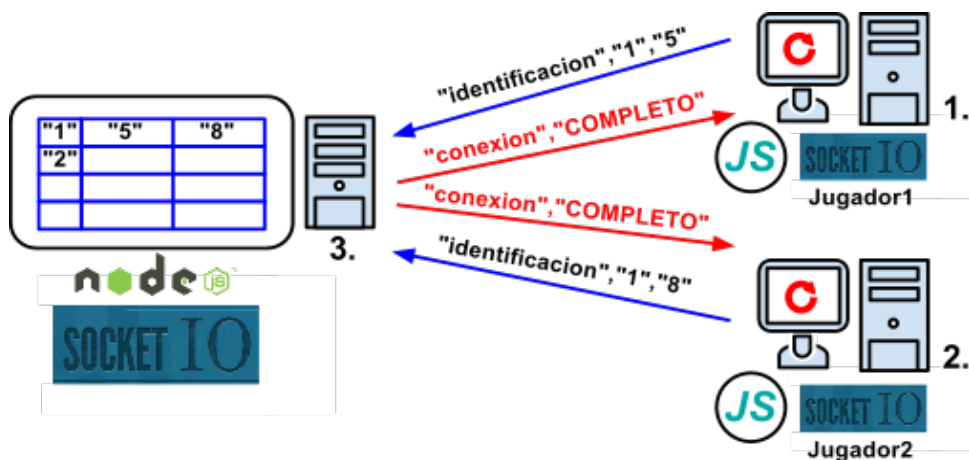 "1" "5" "8"
"2"
3.
node JS
SOCKET IO
"identificacion","1","5"
"conexion","COMPLETO"
"conexion","COMPLETO"
"identificacion","1","8"
1.
JS
SOCKET IO
Jugador1
2.
JS
SOCKET IO
Jugador2